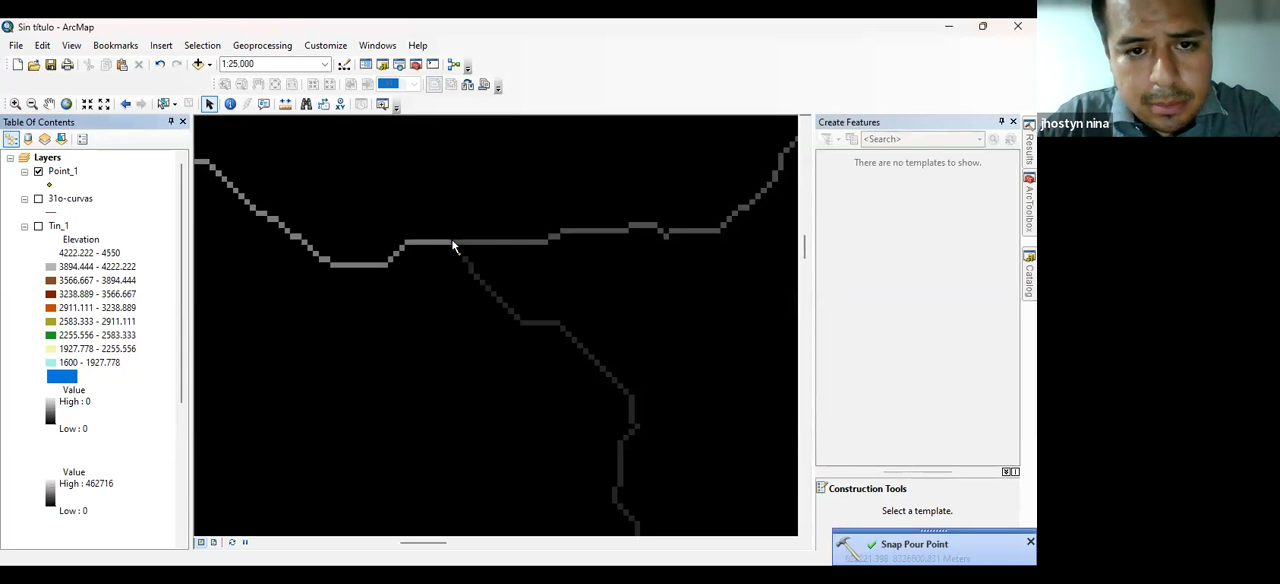 Sin título - ArcMap
File Edit View Bookmarks Insert Selection Geoprocessing Customize Windows Help
1:25,000
Table Of Contents
Layers
Point_1
31o-curvas
Tin_1
Elevation
4222.222 - 4550
3894.444 - 4222.222
3566.667 - 3894.444
3238.889 - 3566.667
2911.111 - 3238.889
2583.333 - 2911.111
2255.556 - 2583.333
1927.778 - 2255.556
1600 - 1927.778
Value
High : 0
Low : 0
Value
High : 462716
Low : 0
Create Features
<Search>
There are no templates to show.
Construction Tools
Select a template.
Snap Pour Point
Results
ArcToolbox
Catalog
jhostyn nina